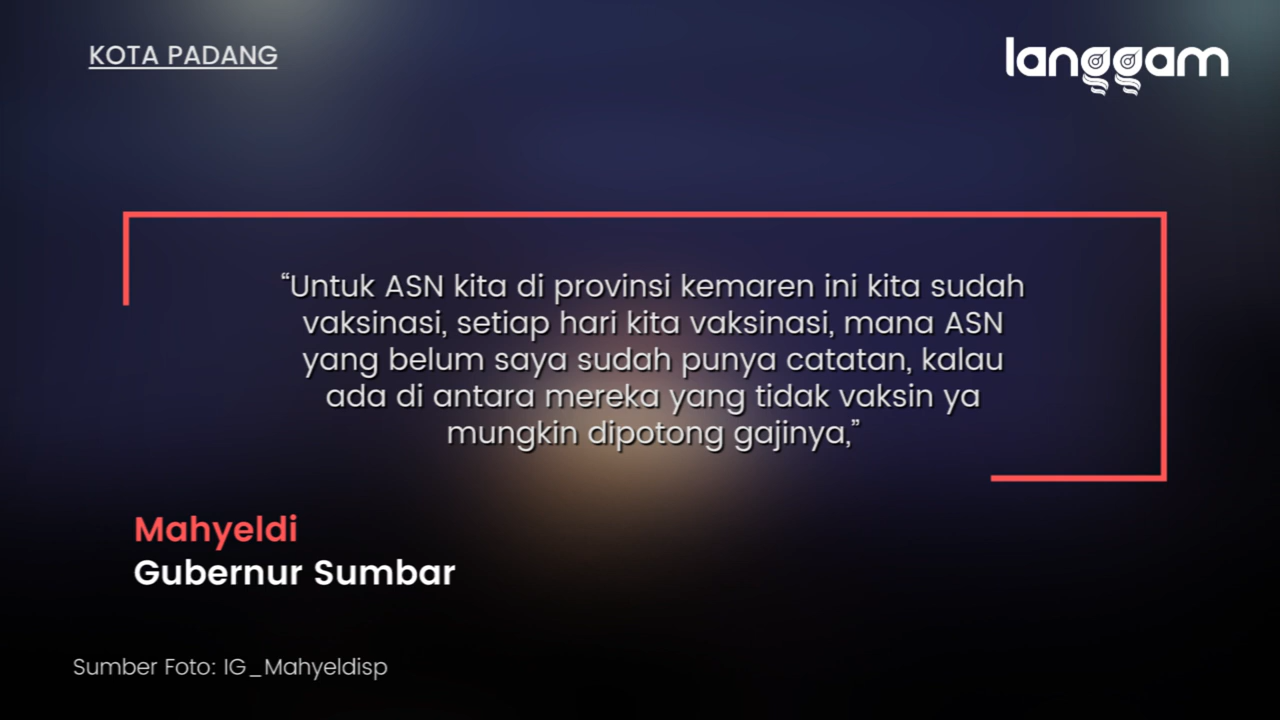 KOTA PADANG
langgam
“Untuk ASN kita di provinsi kemaren ini kita sudah
vaksinasi, setiap hari kita vaksinasi, mana ASN
yang belum saya sudah punya catatan, kalau
ada di antara mereka yang tidak vaksin ya
mungkin dipotong gajinya,”
Mahyeldi
Gubernur Sumbar
Sumber Foto: IG_Mahyeldisp